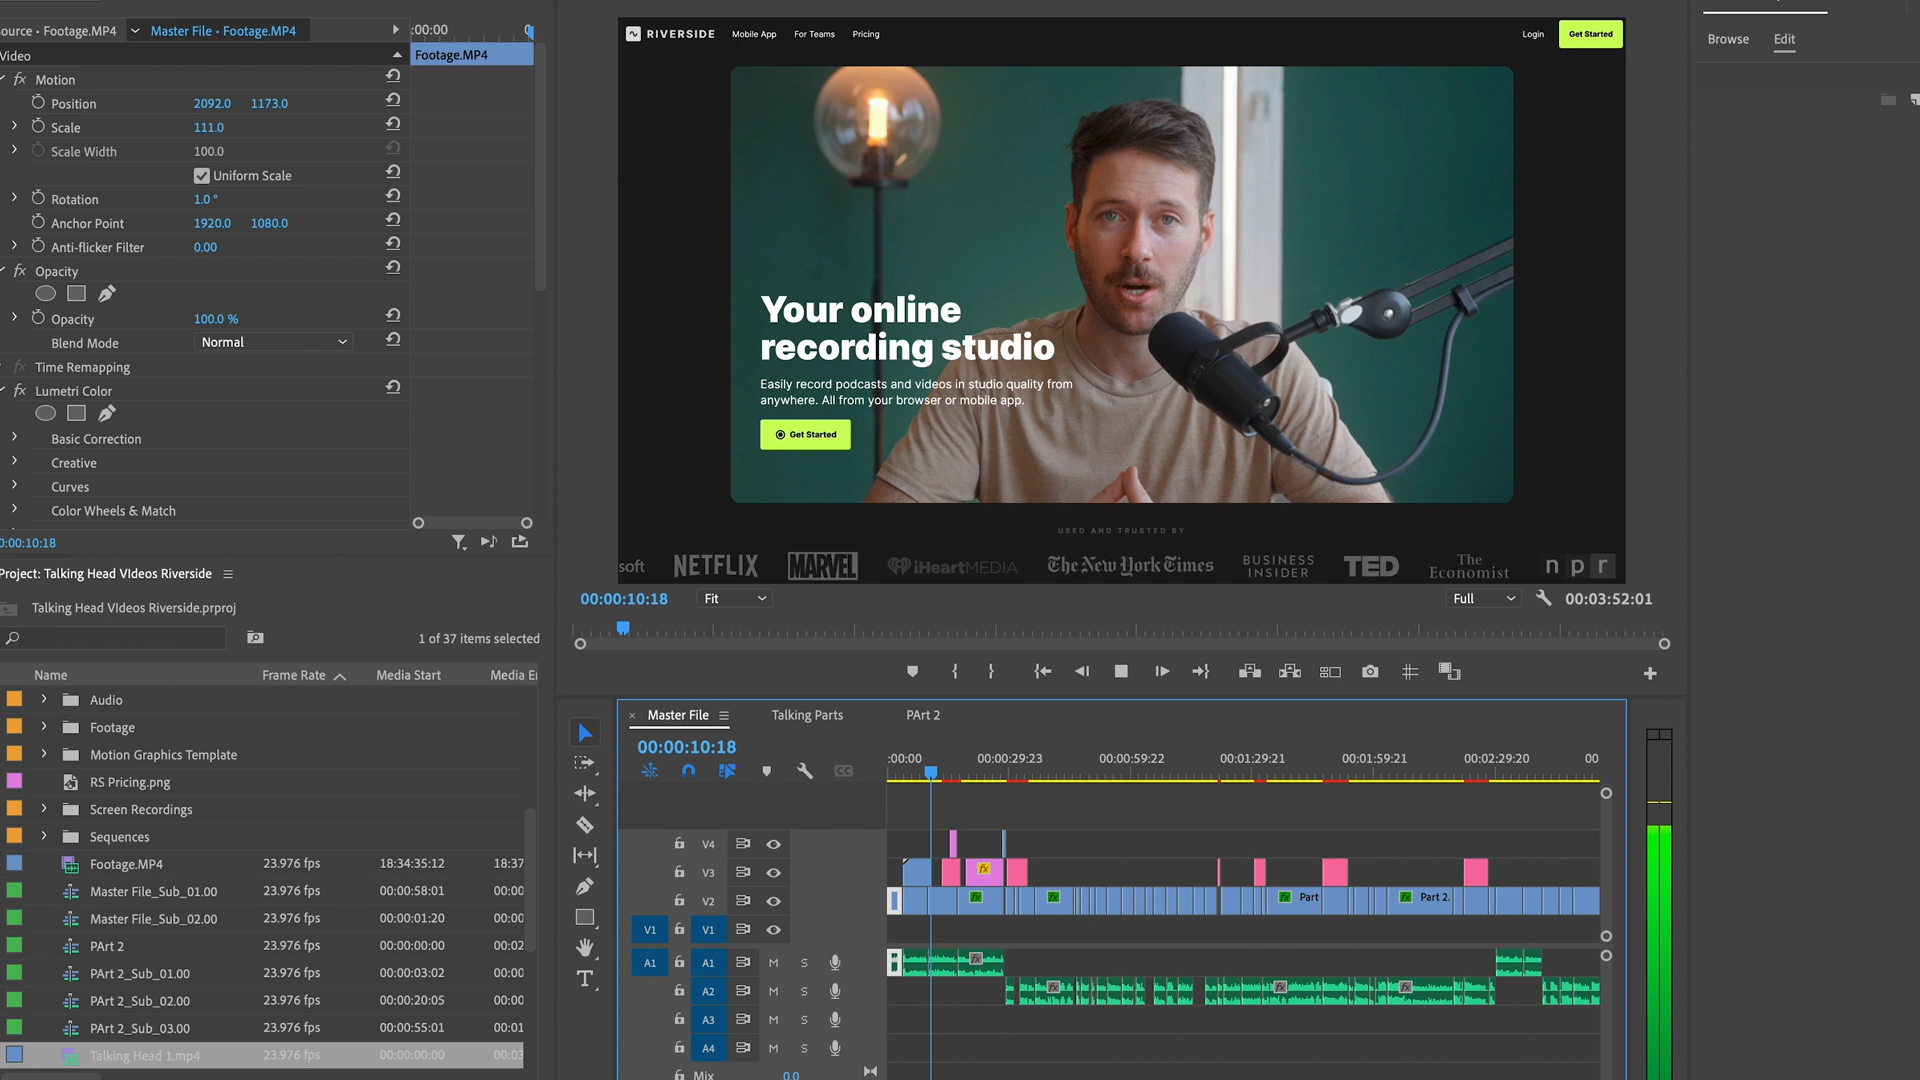 ource • Footage.MP4
Master File • Footage.MP4
:00:00
0
Video
Footage.MP4
fx Motion
Position 2092.0 1173.0
Scale 111.0
Scale Width 100.0
Uniform Scale
Rotation 1.0 °
Anchor Point 1920.0 1080.0
Anti-flicker Filter 0.00
fx Opacity
Opacity 100.0 %
Blend Mode Normal
fx Time Remapping
fx Lumetri Color
Basic Correction
Creative
Curves
Color Wheels & Match
0:00:10:18
RIVERSIDE Mobile App For Teams Pricing Login Get Started
Your online
recording studio
Easily record podcasts and videos in studio quality from
anywhere. All from your browser or mobile app.
Get Started
USED AND TRUSTED BY
soft NETFLIX MARVEL iHeartMEDIA The New York Times BUSINESS INSIDER TED The Economist npr
Browse Edit
00:00:10:18 Fit Full 00:03:52:01
Project: Talking Head VIdeos Riverside
Talking Head VIdeos Riverside.prproj
1 of 37 items selected
Name Frame Rate Media Start Media E
Audio
Footage
Motion Graphics Template
RS Pricing.png
Screen Recordings
Sequences
Footage.MP4 23.976 fps 18:34:35:12 18:37
Master File_Sub_01.00 23.976 fps 00:00:58:01 00:00
Master File_Sub_02.00 23.976 fps 00:00:01:20 00:00
PArt 2 23.976 fps 00:00:00:00 00:02
PArt 2_Sub_01.00 23.976 fps 00:00:03:02 00:00
PArt 2_Sub_02.00 23.976 fps 00:00:20:05 00:00
PArt 2_Sub_03.00 23.976 fps 00:00:55:01 00:01
Talking Head 1.mp4 23.976 fps 00:00:00:00 00:03
× Master File Talking Parts PArt 2
00:00:10:18
:00:00 00:00:29:23 00:00:59:22 00:01:29:21 00:01:59:21 00:02:29:20 00
V4
V3 fx
V2 fx fx fx Part fx Part 2.
V1 V1
A1 A1 M S fx
A2 M S fx fx fx
A3 M S
A4 M S
Mix 0.0
T